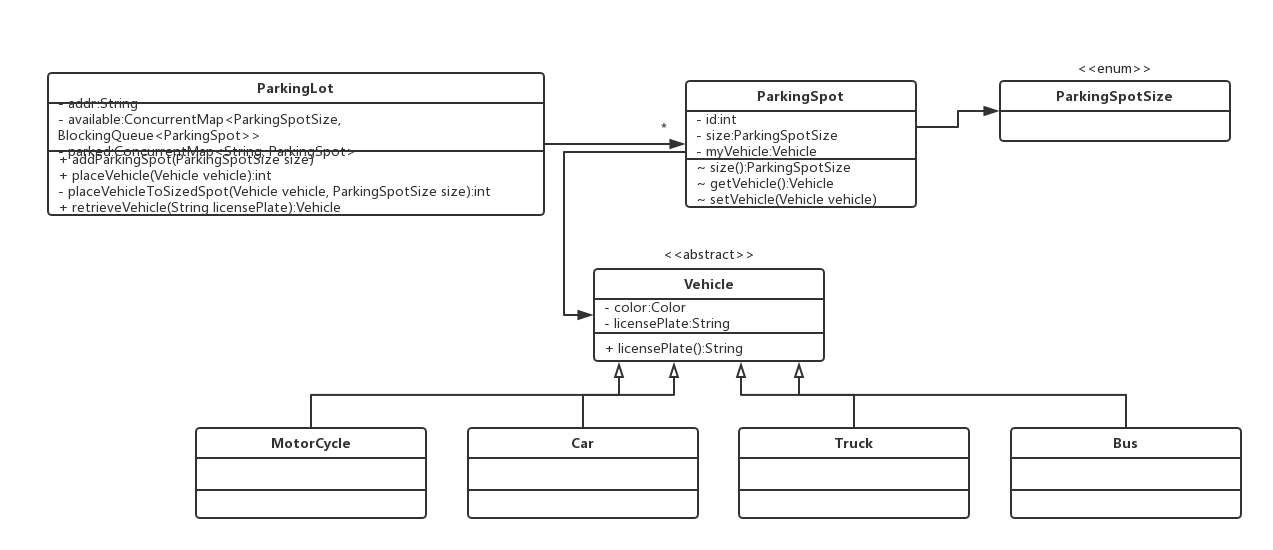 ParkingLot
- addr:String
- available:ConcurrentMap<ParkingSpotSize,
BlockingQueue<ParkingSpot>>
- parked:ConcurrentMap<String, ParkingSpot>
+ addParkingSpot(ParkingSpotSize size)
+ placeVehicle(Vehicle vehicle):int
- placeVehicleToSizedSpot(Vehicle vehicle, ParkingSpotSize size):int
+ retrieveVehicle(String licensePlate):Vehicle
*
ParkingSpot
- id:int
- size:ParkingSpotSize
- myVehicle:Vehicle
~ size():ParkingSpotSize
~ getVehicle():Vehicle
~ setVehicle(Vehicle vehicle)
<<enum>>
ParkingSpotSize
<<abstract>>
Vehicle
- color:Color
- licensePlate:String
+ licensePlate():String
MotorCycle
Car
Truck
Bus